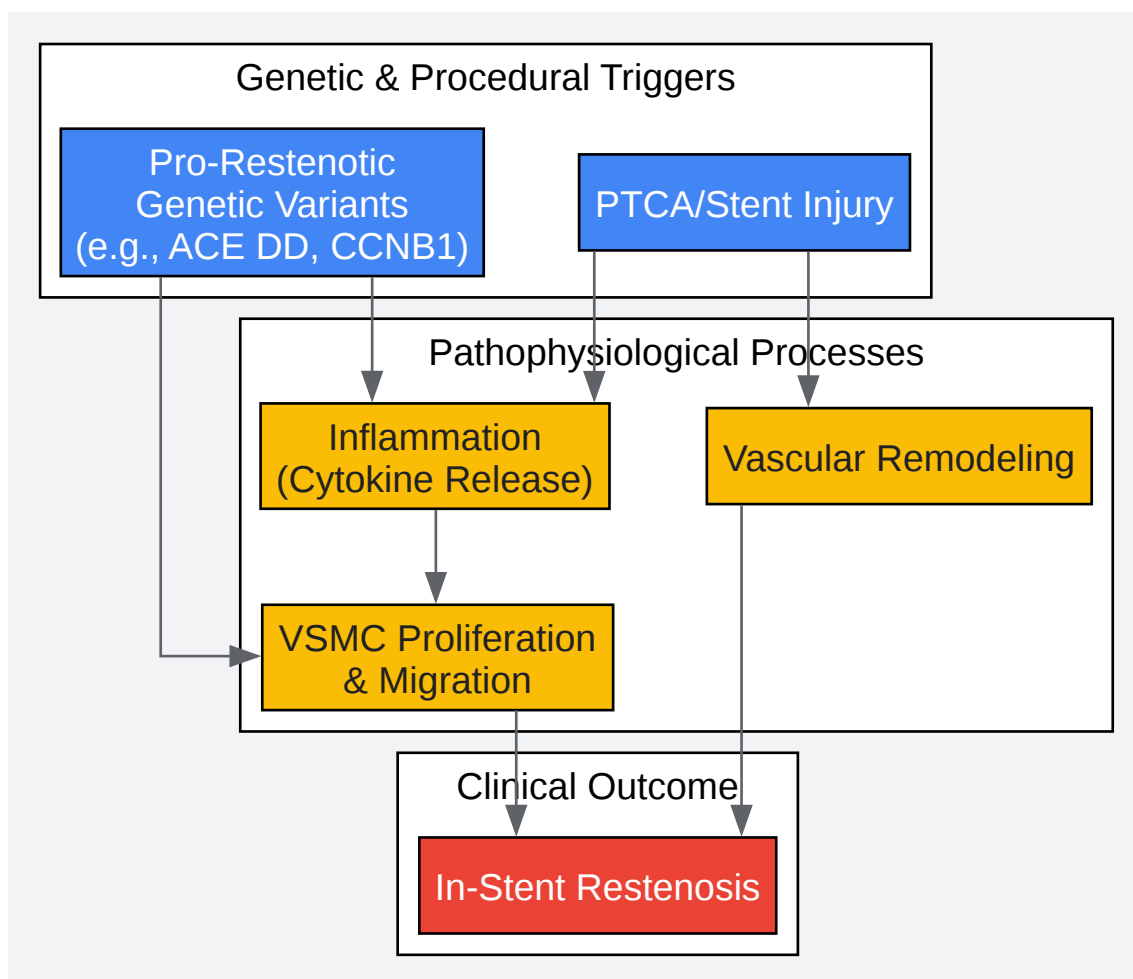 Genetic & Procedural Triggers
Pro-Restenotic
Genetic Variants
(e.g., ACE DD, CCNB1)
PTCA/Stent Injury
Pathophysiological Processes
Inflammation
(Cytokine Release)
Vascular Remodeling
VSMC Proliferation
& Migration
Clinical Outcome
In-Stent Restenosis